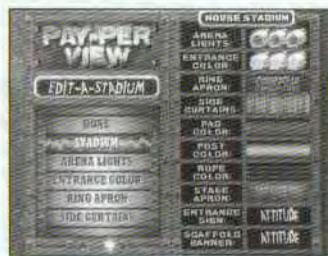 PAY-PER
VIEW
EDIT-A-STADIUM
DONE
STADIUM
ARENA LIGHTS
ENTRANCE COLOR
RING APRON
SIDE CURTAINS
HOUSE STADIUM
ARENA
LIGHTS:
ENTRANCE
COLOR:
RING
APRON:
SIDE
CURTAINS:
PAD
COLOR:
POST
COLOR:
ROPE
COLOR:
STAGE
APRON:
ENTRANCE
SIGN:
ATTITUDE
SCAFFOLD
BANNER:
ATTITUDE